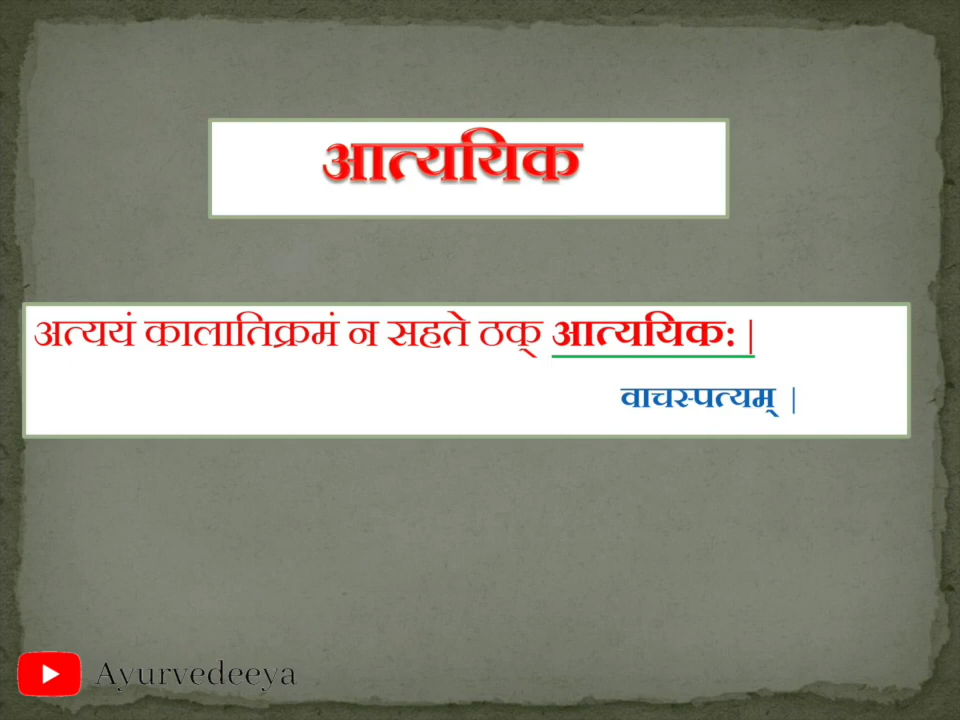 आत्ययिक
अत्ययं कालातिक्रमं न सहते ठक् आत्ययिक: |
वाचस्पत्यम् |
Ayurvedeeya